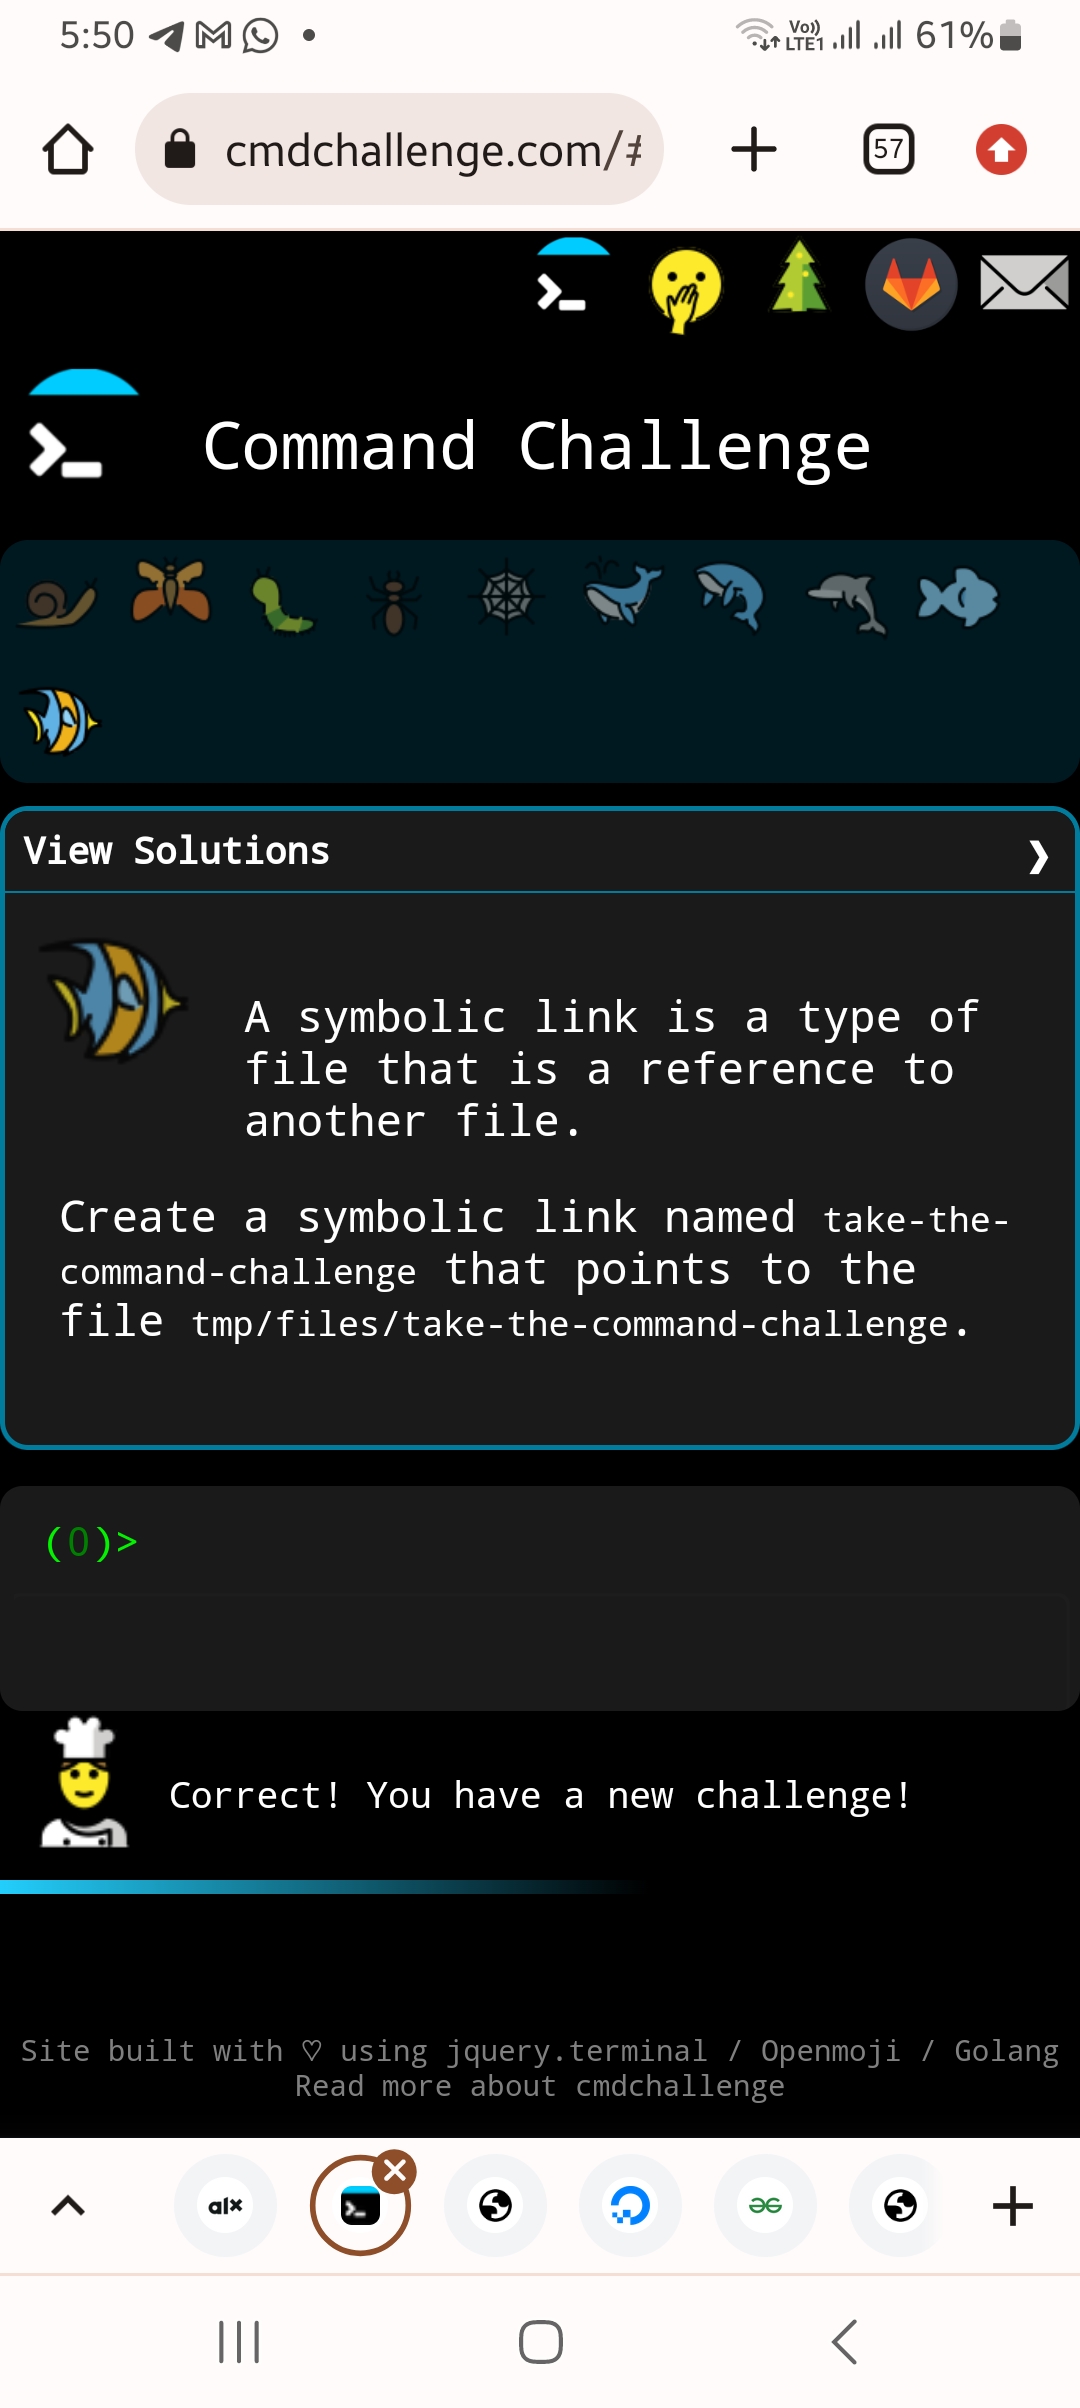 5:50
Vo)) LTE1
61%
cmdchallenge.com/#
57
Command Challenge
View Solutions
A symbolic link is a type of
file that is a reference to
another file.
Create a symbolic link named take-the-
command-challenge that points to the
file tmp/files/take-the-command-challenge.
(0)>
Correct! You have a new challenge!
Site built with ♡ using jquery.terminal / Openmoji / Golang
Read more about cmdchallenge
alx